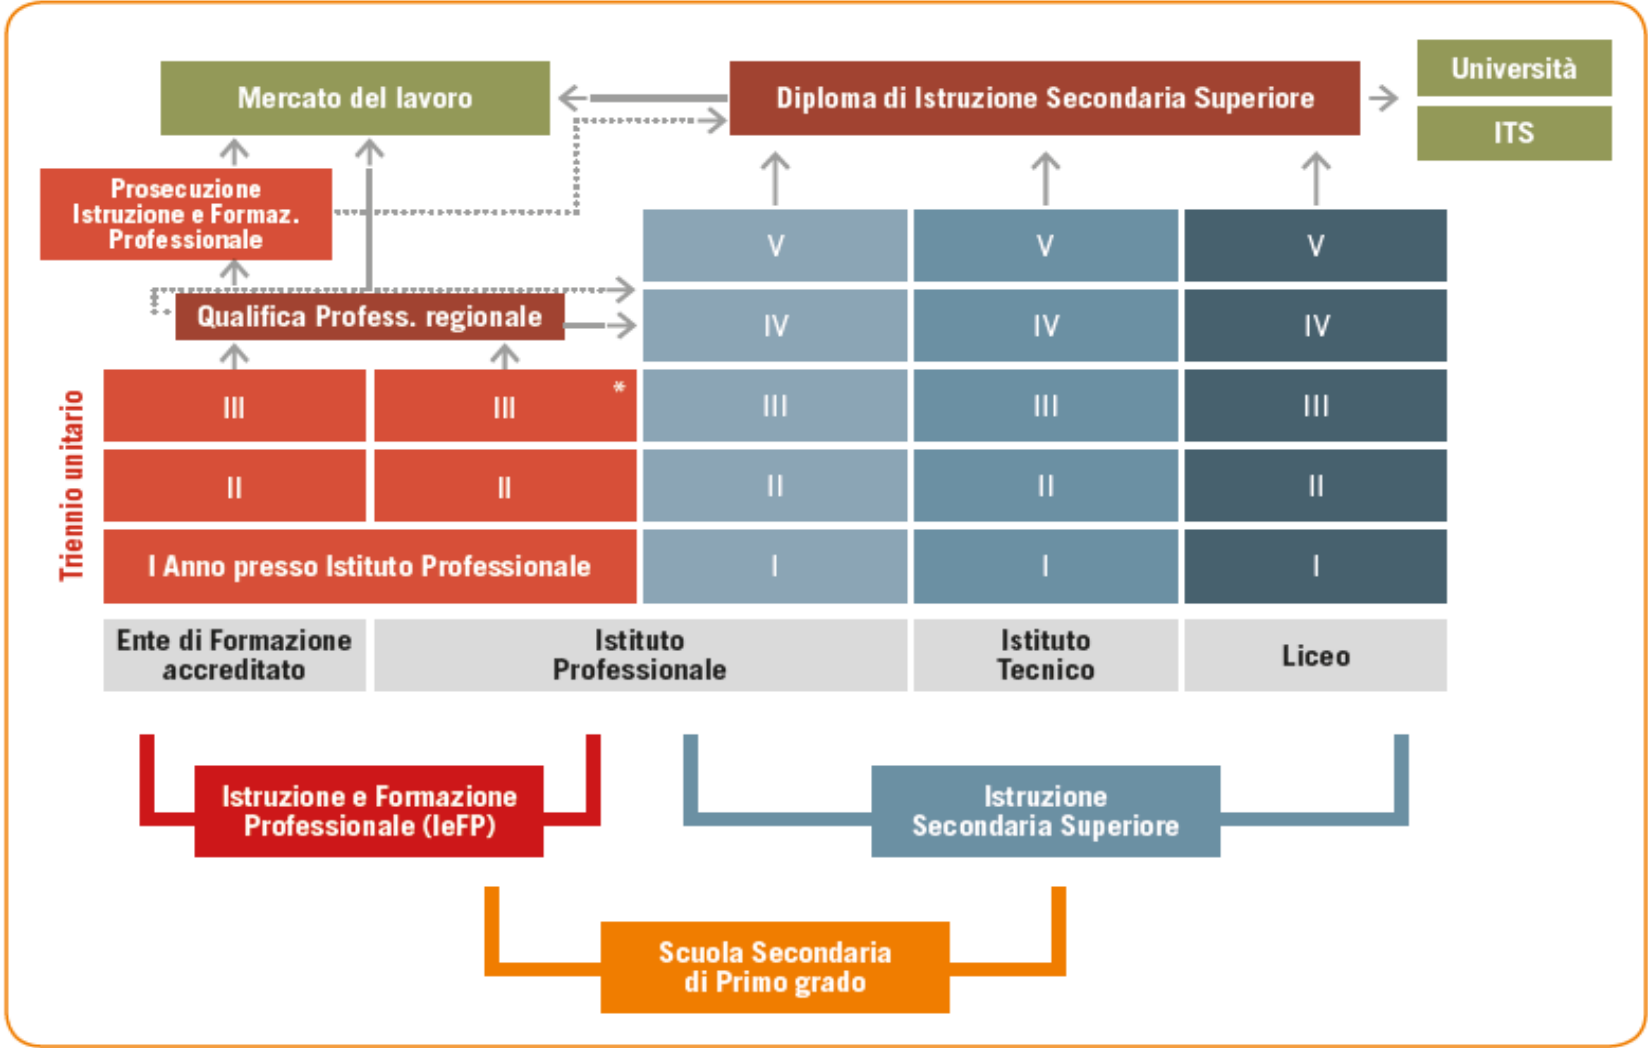 Università
Mercato del lavoro
Diploma di Istruzione Secondaria Superiore
ITS
Prosecuzione
Istruzione e Formaz.
Professionale
V
V
V
Qualifica Profess. regionale
IV
IV
IV
Triennio unitario
III
III
*
III
III
III
II
II
II
II
II
I Anno presso Istituto Professionale
I
I
I
Ente di Formazione
accreditato
Istituto
Professionale
Istituto
Tecnico
Liceo
Istruzione e Formazione
Professionale (IeFP)
Istruzione
Secondaria Superiore
Scuola Secondaria
di Primo grado